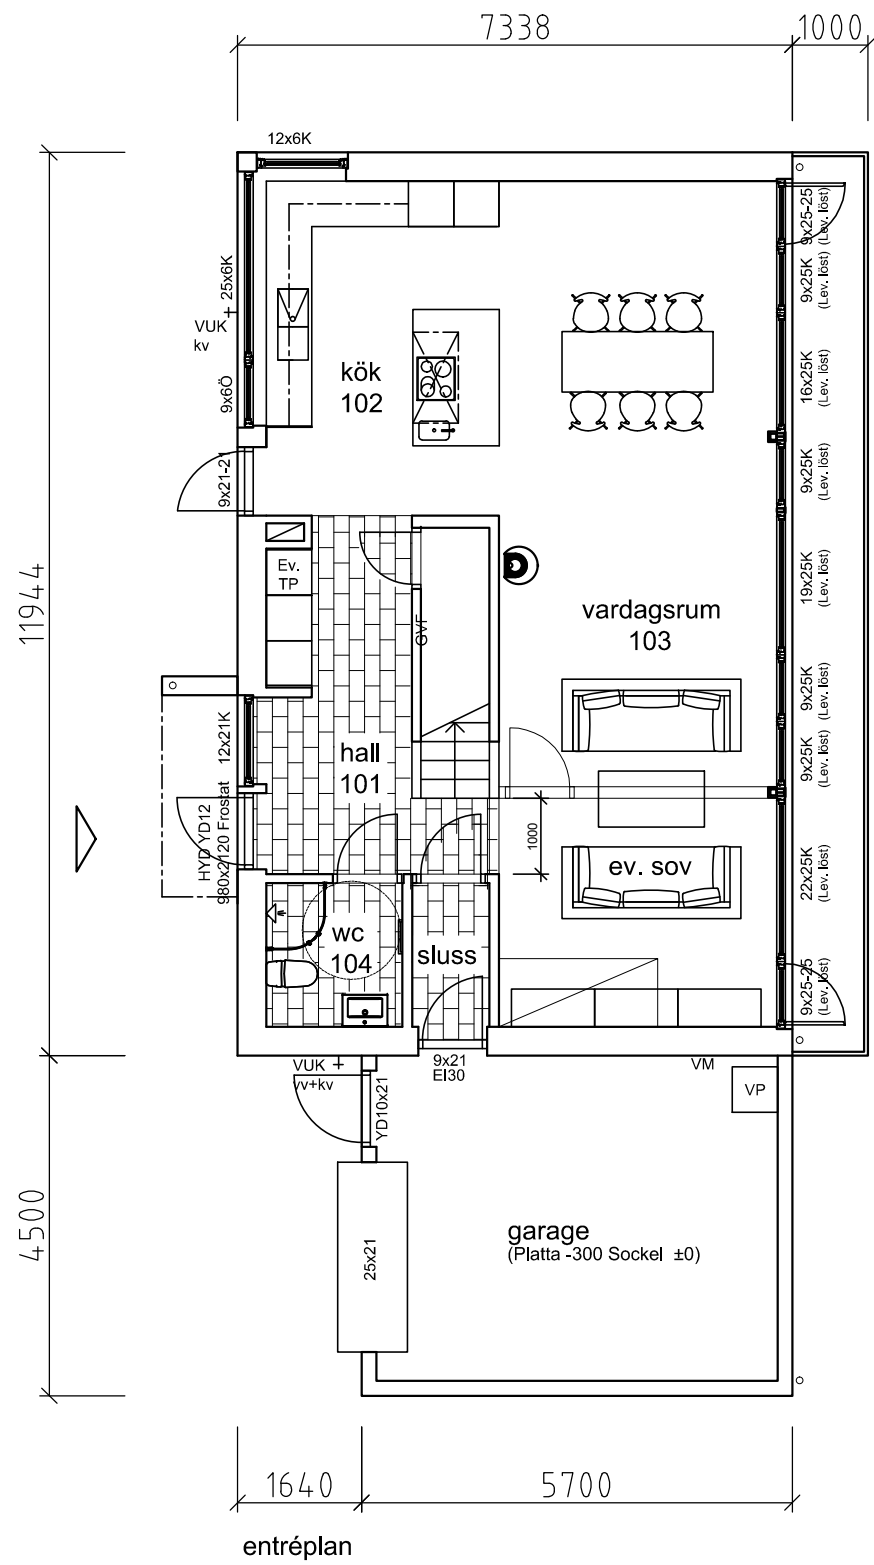 7338
1000
12x6K
9x25-25
(Lev. löst)
25x6K
VUK
kv
9x25K
(Lev. löst)
9x6Ö
kök
102
16x25K
(Lev. löst)
9x21-21
9x25K
(Lev. löst)
11944
Ev.
TP
19x25K
(Lev. löst)
GVF
vardagsrum
103
12x21K
hall
101
9x25K
(Lev. löst)
9x25K
(Lev. löst)
HYD YD12
980x2120 Frostat
1000
ev. sov
22x25K
(Lev. löst)
wc
104
sluss
9x25-25
(Lev. löst)
VUK
vv+kv
9x21
EI30
VM
VP
YD10x21
4500
25x21
garage
(Platta -300 Sockel ±0)
1640
5700
entréplan